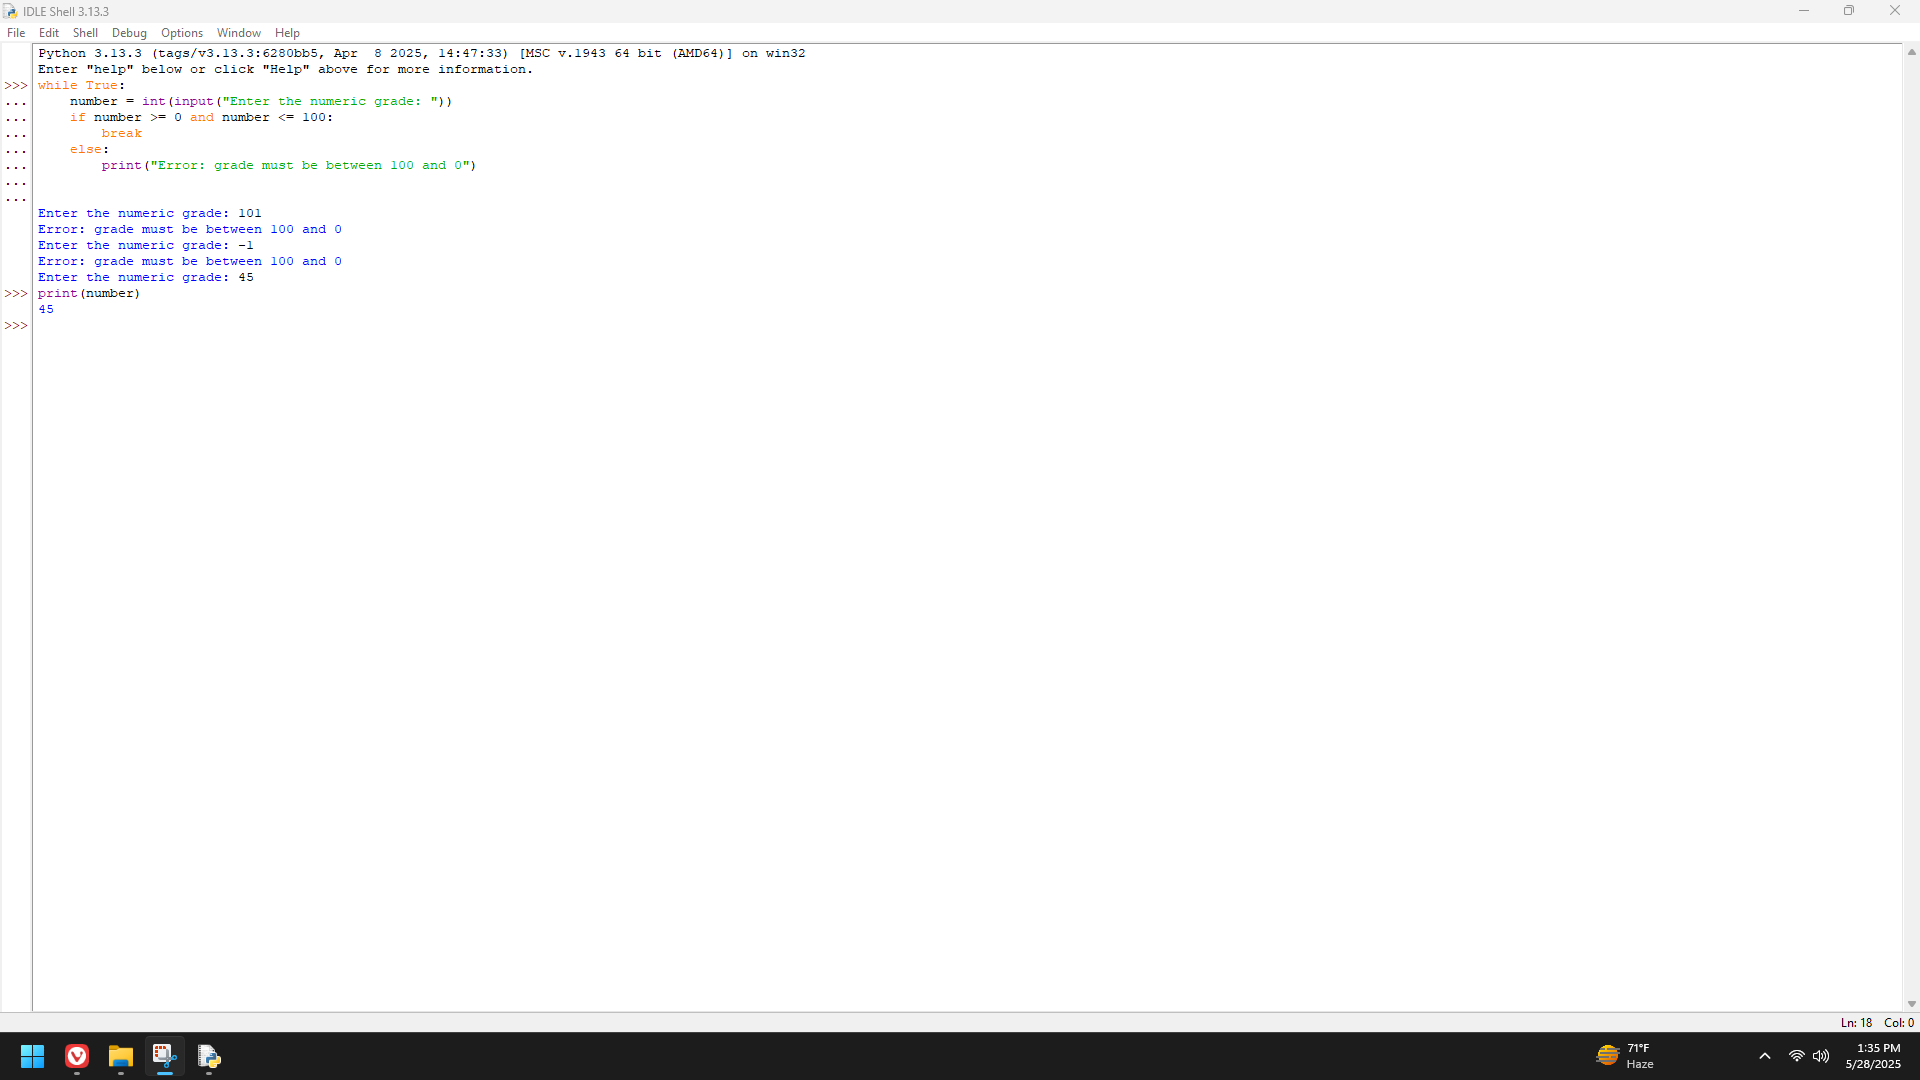 IDLE Shell 3.13.3
File Edit Shell Debug Options Window Help
Python 3.13.3 (tags/v3.13.3:6280bb5, Apr  8 2025, 14:47:33) [MSC v.1943 64 bit (AMD64)] on win32
Enter "help" below or click "Help" above for more information.
>>> while True:
...     number = int(input("Enter the numeric grade: "))
...     if number >= 0 and number <= 100:
...         break
...     else:
...         print("Error: grade must be between 100 and 0")
...
...
Enter the numeric grade: 101
Error: grade must be between 100 and 0
Enter the numeric grade: -1
Error: grade must be between 100 and 0
Enter the numeric grade: 45
>>> print(number)
45
>>>
Ln: 18 Col: 0
71°F
Haze
1:35 PM
5/28/2025